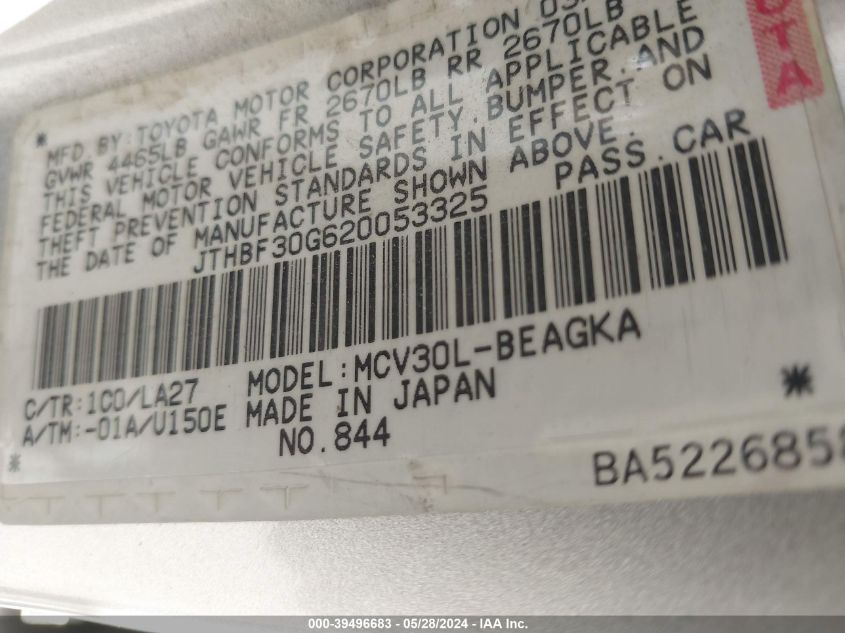 MFD.BY:TOYOTA MOTOR CORPORATION
GVWR 4465LB GAWR FR 2670LB RR 2670LB
THIS VEHICLE CONFORMS TO ALL APPLICABLE
FEDERAL MOTOR VEHICLE SAFETY,BUMPER,AND
THEFT PREVENTION STANDARDS IN EFFECT ON
THE DATE OF MANUFACTURE SHOWN ABOVE.
JTHBF30G620053325 PASS.CAR
C/TR:1C0/LA27 MODEL:MCV30L-BEAGKA
A/TM:-01A/U150E MADE IN JAPAN
NO.844
BA522685
000-39496683 - 05/28/2024 - IAA Inc.